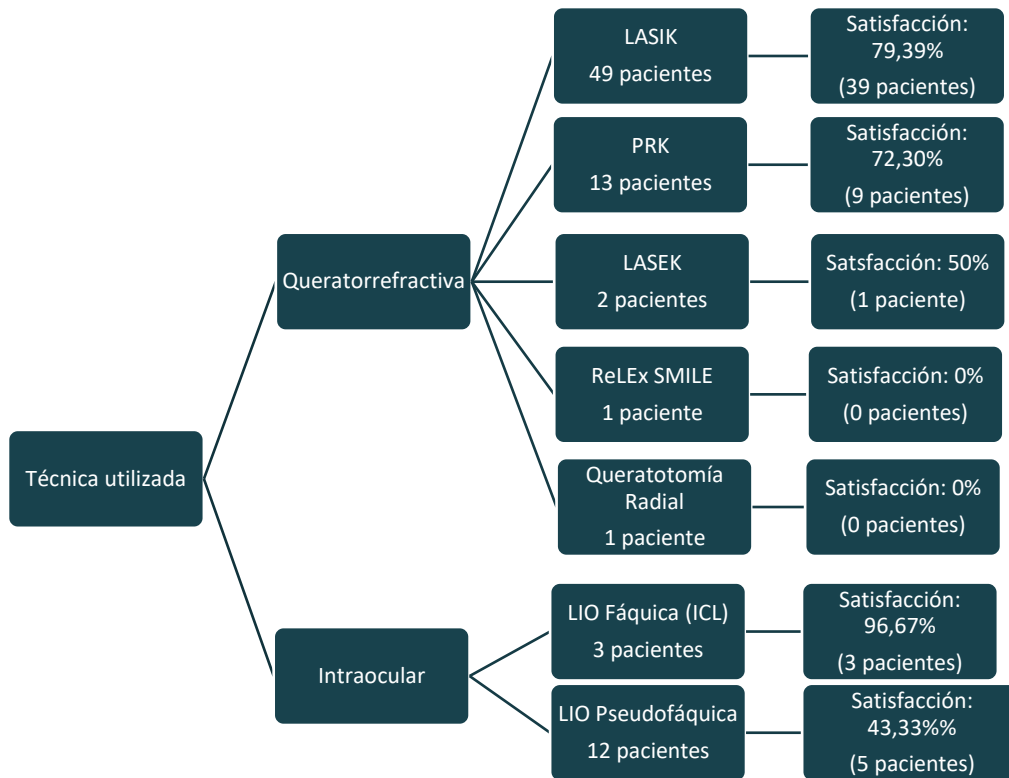 Técnica utilizada
Queratorrefractiva
LASIK
49 pacientes
Satisfacción:
79,39%
(39 pacientes)
PRK
13 pacientes
Satisfacción:
72,30%
(9 pacientes)
LASEK
2 pacientes
Satsfacción: 50%
(1 paciente)
ReLEx SMILE
1 paciente
Satisfacción: 0%
(0 pacientes)
Queratotomía
Radial
1 paciente
Satisfacción: 0%
(0 pacientes)
Intraocular
LIO Fáquica (ICL)
3 pacientes
Satisfacción:
96,67%
(3 pacientes)
LIO Pseudofáquica
12 pacientes
Satisfacción:
43,33%%
(5 pacientes)